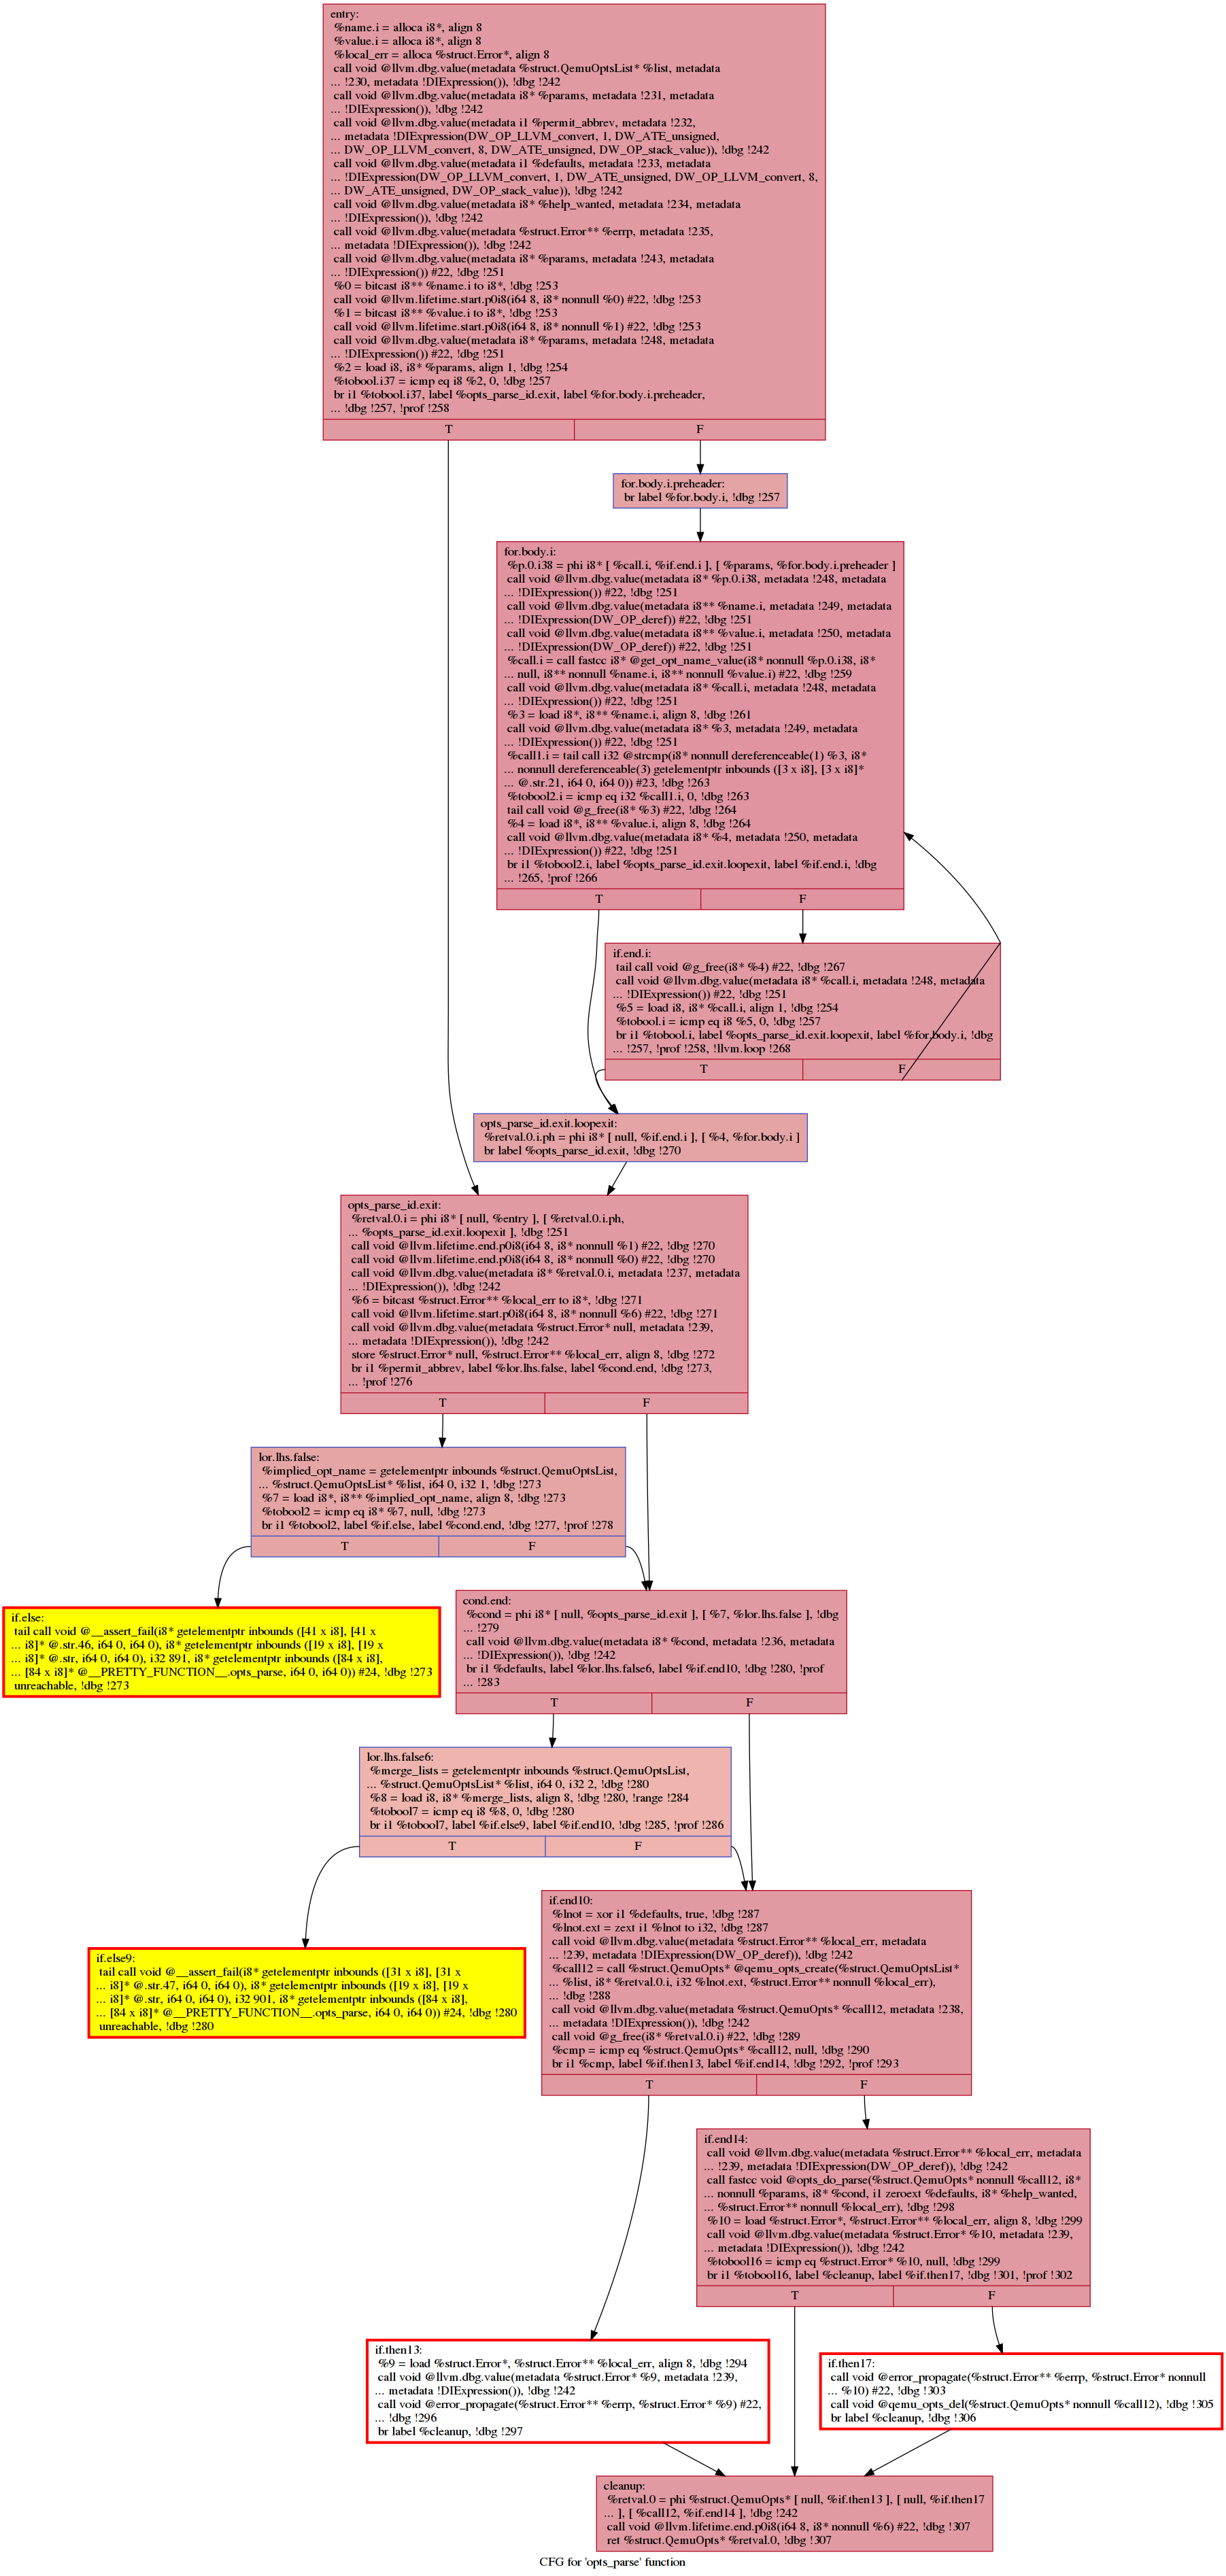 entry:
%name.i = alloca i8*, align 8
%value.i = alloca i8*, align 8
%local_err = alloca %struct.Error*, align 8
call void @llvm.dbg.value(metadata %struct.QemuOptsList* %list, metadata
... !230, metadata !DIExpression()), !dbg !242
call void @llvm.dbg.value(metadata i8* %params, metadata !231, metadata
... !DIExpression()), !dbg !242
call void @llvm.dbg.value(metadata i1 %permit_abbrev, metadata !232,
... metadata !DIExpression(DW_OP_LLVM_convert, 1, DW_ATE_unsigned,
... DW_OP_LLVM_convert, 8, DW_ATE_unsigned, DW_OP_stack_value)), !dbg !242
call void @llvm.dbg.value(metadata i1 %defaults, metadata !233, metadata
... !DIExpression(DW_OP_LLVM_convert, 1, DW_ATE_unsigned, DW_OP_LLVM_convert, 8,
... DW_ATE_unsigned, DW_OP_stack_value)), !dbg !242
call void @llvm.dbg.value(metadata i8* %help_wanted, metadata !234, metadata
... !DIExpression()), !dbg !242
call void @llvm.dbg.value(metadata %struct.Error** %errp, metadata !235,
... metadata !DIExpression()), !dbg !242
call void @llvm.dbg.value(metadata i8* %params, metadata !243, metadata
... !DIExpression()) #22, !dbg !251
%0 = bitcast i8** %name.i to i8*, !dbg !253
call void @llvm.lifetime.start.p0i8(i64 8, i8* nonnull %0) #22, !dbg !253
%1 = bitcast i8** %value.i to i8*, !dbg !253
call void @llvm.lifetime.start.p0i8(i64 8, i8* nonnull %1) #22, !dbg !253
call void @llvm.dbg.value(metadata i8* %params, metadata !248, metadata
... !DIExpression()) #22, !dbg !251
%2 = load i8, i8* %params, align 1, !dbg !254
%tobool.i37 = icmp eq i8 %2, 0, !dbg !257
br i1 %tobool.i37, label %opts_parse_id.exit, label %for.body.i.preheader,
... !dbg !257, !prof !258
T F
for.body.i.preheader:
br label %for.body.i, !dbg !257
for.body.i:
%p.0.i38 = phi i8* [ %call.i, %if.end.i ], [ %params, %for.body.i.preheader ]
call void @llvm.dbg.value(metadata i8* %p.0.i38, metadata !248, metadata
... !DIExpression()) #22, !dbg !251
call void @llvm.dbg.value(metadata i8** %name.i, metadata !249, metadata
... !DIExpression(DW_OP_deref)) #22, !dbg !251
call void @llvm.dbg.value(metadata i8** %value.i, metadata !250, metadata
... !DIExpression(DW_OP_deref)) #22, !dbg !251
%call.i = call fastcc i8* @get_opt_name_value(i8* nonnull %p.0.i38, i8*
... null, i8** nonnull %name.i, i8** nonnull %value.i) #22, !dbg !259
call void @llvm.dbg.value(metadata i8* %call.i, metadata !248, metadata
... !DIExpression()) #22, !dbg !251
%3 = load i8*, i8** %name.i, align 8, !dbg !261
call void @llvm.dbg.value(metadata i8* %3, metadata !249, metadata
... !DIExpression()) #22, !dbg !251
%call1.i = tail call i32 @strcmp(i8* nonnull dereferenceable(1) %3, i8*
... nonnull dereferenceable(3) getelementptr inbounds ([3 x i8], [3 x i8]*
... @.str.21, i64 0, i64 0)) #23, !dbg !263
%tobool2.i = icmp eq i32 %call1.i, 0, !dbg !263
tail call void @g_free(i8* %3) #22, !dbg !264
%4 = load i8*, i8** %value.i, align 8, !dbg !264
call void @llvm.dbg.value(metadata i8* %4, metadata !250, metadata
... !DIExpression()) #22, !dbg !251
br i1 %tobool2.i, label %opts_parse_id.exit.loopexit, label %if.end.i, !dbg
... !265, !prof !266
T F
if.end.i:
tail call void @g_free(i8* %4) #22, !dbg !267
call void @llvm.dbg.value(metadata i8* %call.i, metadata !248, metadata
... !DIExpression()) #22, !dbg !251
%5 = load i8, i8* %call.i, align 1, !dbg !254
%tobool.i = icmp eq i8 %5, 0, !dbg !257
br i1 %tobool.i, label %opts_parse_id.exit.loopexit, label %for.body.i, !dbg
... !257, !prof !258, !llvm.loop !268
T F
opts_parse_id.exit.loopexit:
%retval.0.i.ph = phi i8* [ null, %if.end.i ], [ %4, %for.body.i ]
br label %opts_parse_id.exit, !dbg !270
opts_parse_id.exit:
%retval.0.i = phi i8* [ null, %entry ], [ %retval.0.i.ph,
... %opts_parse_id.exit.loopexit ], !dbg !251
call void @llvm.lifetime.end.p0i8(i64 8, i8* nonnull %1) #22, !dbg !270
call void @llvm.lifetime.end.p0i8(i64 8, i8* nonnull %0) #22, !dbg !270
call void @llvm.dbg.value(metadata i8* %retval.0.i, metadata !237, metadata
... !DIExpression()), !dbg !242
%6 = bitcast %struct.Error** %local_err to i8*, !dbg !271
call void @llvm.lifetime.start.p0i8(i64 8, i8* nonnull %6) #22, !dbg !271
call void @llvm.dbg.value(metadata %struct.Error* null, metadata !239,
... metadata !DIExpression()), !dbg !242
store %struct.Error* null, %struct.Error** %local_err, align 8, !dbg !272
br i1 %permit_abbrev, label %lor.lhs.false, label %cond.end, !dbg !273,
... !prof !276
T F
lor.lhs.false:
%implied_opt_name = getelementptr inbounds %struct.QemuOptsList,
... %struct.QemuOptsList* %list, i64 0, i32 1, !dbg !273
%7 = load i8*, i8** %implied_opt_name, align 8, !dbg !273
%tobool2 = icmp eq i8* %7, null, !dbg !273
br i1 %tobool2, label %if.else, label %cond.end, !dbg !277, !prof !278
T F
if.else:
tail call void @__assert_fail(i8* getelementptr inbounds ([41 x i8], [41 x
... i8]* @.str.46, i64 0, i64 0), i8* getelementptr inbounds ([19 x i8], [19 x
... i8]* @.str, i64 0, i64 0), i32 891, i8* getelementptr inbounds ([84 x i8],
... [84 x i8]* @__PRETTY_FUNCTION__.opts_parse, i64 0, i64 0)) #24, !dbg !273
unreachable, !dbg !273
cond.end:
%cond = phi i8* [ null, %opts_parse_id.exit ], [ %7, %lor.lhs.false ], !dbg
... !279
call void @llvm.dbg.value(metadata i8* %cond, metadata !236, metadata
... !DIExpression()), !dbg !242
br i1 %defaults, label %lor.lhs.false6, label %if.end10, !dbg !280, !prof
... !283
T F
lor.lhs.false6:
%merge_lists = getelementptr inbounds %struct.QemuOptsList,
... %struct.QemuOptsList* %list, i64 0, i32 2, !dbg !280
%8 = load i8, i8* %merge_lists, align 8, !dbg !280, !range !284
%tobool7 = icmp eq i8 %8, 0, !dbg !280
br i1 %tobool7, label %if.else9, label %if.end10, !dbg !285, !prof !286
T F
if.else9:
tail call void @__assert_fail(i8* getelementptr inbounds ([31 x i8], [31 x
... i8]* @.str.47, i64 0, i64 0), i8* getelementptr inbounds ([19 x i8], [19 x
... i8]* @.str, i64 0, i64 0), i32 901, i8* getelementptr inbounds ([84 x i8],
... [84 x i8]* @__PRETTY_FUNCTION__.opts_parse, i64 0, i64 0)) #24, !dbg !280
unreachable, !dbg !280
if.end10:
%lnot = xor i1 %defaults, true, !dbg !287
%lnot.ext = zext i1 %lnot to i32, !dbg !287
call void @llvm.dbg.value(metadata %struct.Error** %local_err, metadata
... !239, metadata !DIExpression(DW_OP_deref)), !dbg !242
%call12 = call %struct.QemuOpts* @qemu_opts_create(%struct.QemuOptsList*
... %list, i8* %retval.0.i, i32 %lnot.ext, %struct.Error** nonnull %local_err),
... !dbg !288
call void @llvm.dbg.value(metadata %struct.QemuOpts* %call12, metadata !238,
... metadata !DIExpression()), !dbg !242
call void @g_free(i8* %retval.0.i) #22, !dbg !289
%cmp = icmp eq %struct.QemuOpts* %call12, null, !dbg !290
br i1 %cmp, label %if.then13, label %if.end14, !dbg !292, !prof !293
T F
if.end14:
call void @llvm.dbg.value(metadata %struct.Error** %local_err, metadata
... !239, metadata !DIExpression(DW_OP_deref)), !dbg !242
call fastcc void @opts_do_parse(%struct.QemuOpts* nonnull %call12, i8*
... nonnull %params, i8* %cond, i1 zeroext %defaults, i8* %help_wanted,
... %struct.Error** nonnull %local_err), !dbg !298
%10 = load %struct.Error*, %struct.Error** %local_err, align 8, !dbg !299
call void @llvm.dbg.value(metadata %struct.Error* %10, metadata !239,
... metadata !DIExpression()), !dbg !242
%tobool16 = icmp eq %struct.Error* %10, null, !dbg !299
br i1 %tobool16, label %cleanup, label %if.then17, !dbg !301, !prof !302
T F
if.then13:
%9 = load %struct.Error*, %struct.Error** %local_err, align 8, !dbg !294
call void @llvm.dbg.value(metadata %struct.Error* %9, metadata !239,
... metadata !DIExpression()), !dbg !242
call void @error_propagate(%struct.Error** %errp, %struct.Error* %9) #22,
... !dbg !296
br label %cleanup, !dbg !297
if.then17:
call void @error_propagate(%struct.Error** %errp, %struct.Error* nonnull
... %10) #22, !dbg !303
call void @qemu_opts_del(%struct.QemuOpts* nonnull %call12), !dbg !305
br label %cleanup, !dbg !306
cleanup:
%retval.0 = phi %struct.QemuOpts* [ null, %if.then13 ], [ null, %if.then17
... ], [ %call12, %if.end14 ], !dbg !242
call void @llvm.lifetime.end.p0i8(i64 8, i8* nonnull %6) #22, !dbg !307
ret %struct.QemuOpts* %retval.0, !dbg !307
CFG for 'opts_parse' function